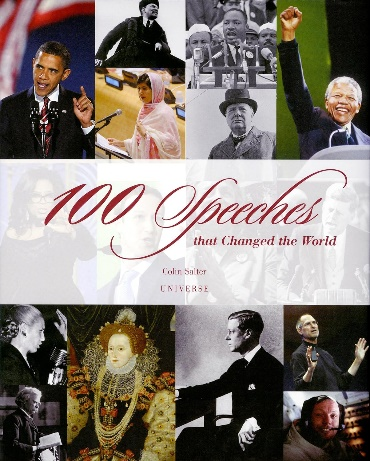 100 Speeches
that Changed the World
Colin Salter
UNIVERSE